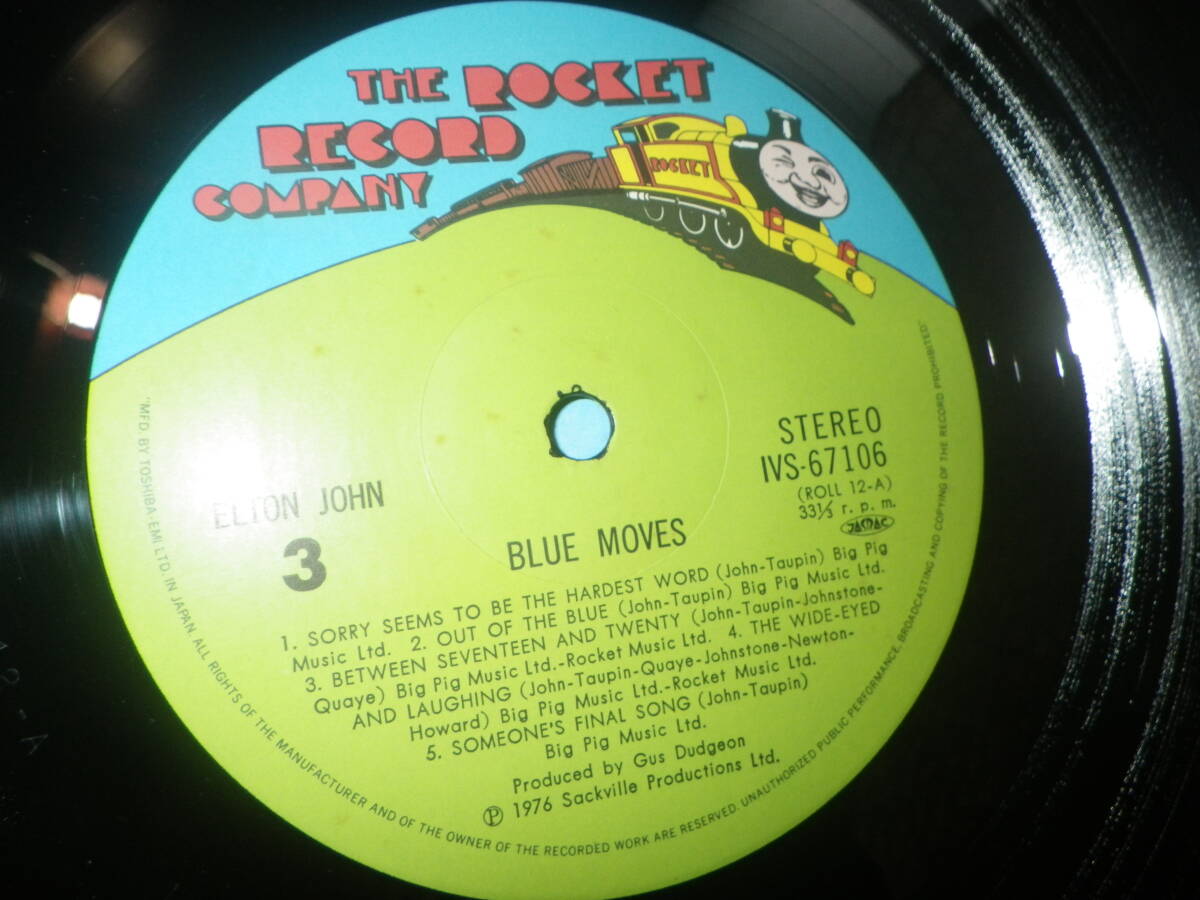 THE ROCKET
RECORD
COMPANY
ROCKET
STEREO
IVS-67106
(ROLL 12-A)
33⅓ r. p. m.
JASRAC
ELTON JOHN
3
BLUE MOVES
1. SORRY SEEMS TO BE THE HARDEST WORD (John-Taupin) Big Pig
Music Ltd. 2. OUT OF THE BLUE (John-Taupin) Big Pig Music Ltd.
3. BETWEEN SEVENTEEN AND TWENTY (John-Taupin-Johnstone-
Quaye) Big Pig Music Ltd.-Rocket Music Ltd. 4. THE WIDE-EYED
AND LAUGHING (John-Taupin-Quaye-Johnstone-Newton-
Howard) Big Pig Music Ltd.-Rocket Music Ltd.
5. SOMEONE'S FINAL SONG (John-Taupin)
Big Pig Music Ltd.
Produced by Gus Dudgeon
Ⓟ 1976 Sackville Productions Ltd.
"MFD. BY TOSHIBA-EMI LTD. IN JAPAN. ALL RIGHTS OF THE MANUFACTURER AND OF THE OWNER OF THE RECORDED WORK ARE RESERVED. UNAUTHORIZED PUBLIC PERFORMANCE, BROADCASTING AND COPYING OF THE RECORD PROHIBITED"